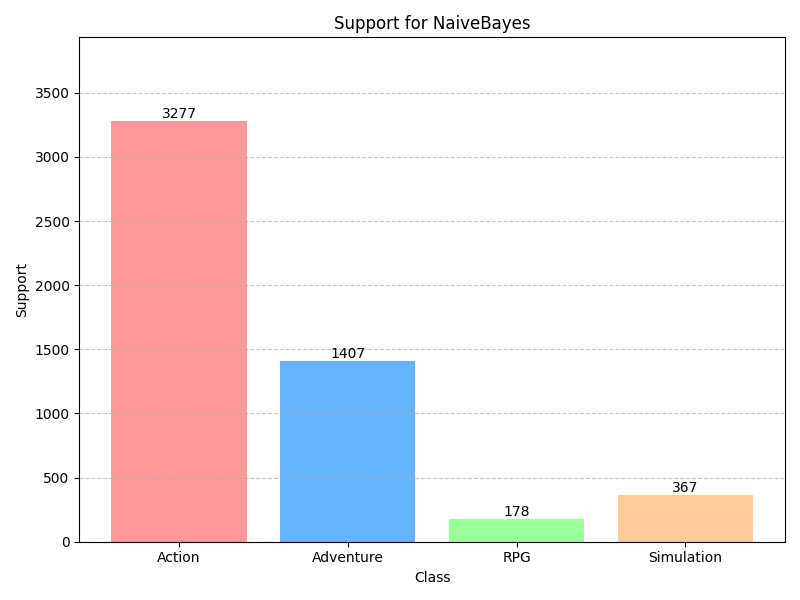 Support for NaiveBayes
Support
3500
3000
2500
2000
1500
1000
500
0
3277
1407
178
367
Action
Adventure
RPG
Simulation
Class